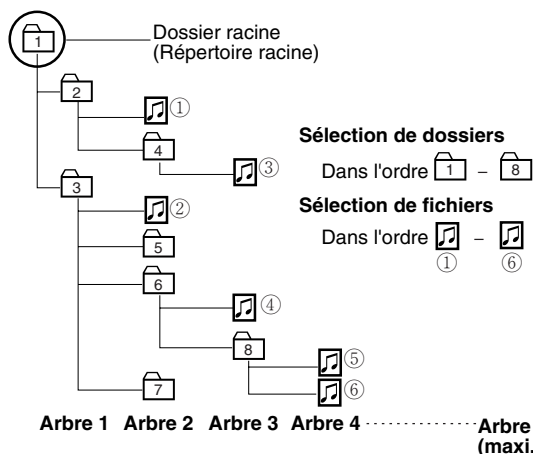 1
Dossier racine
(Répertoire racine)
2
①
4
③
3
②
5
6
④
8
⑤
⑥
7
Sélection de dossiers
Dans l'ordre 1 – 8
Sélection de fichiers
Dans l'ordre –
① ⑥
Arbre 1 Arbre 2 Arbre 3 Arbre 4 Arbre
(maxi.